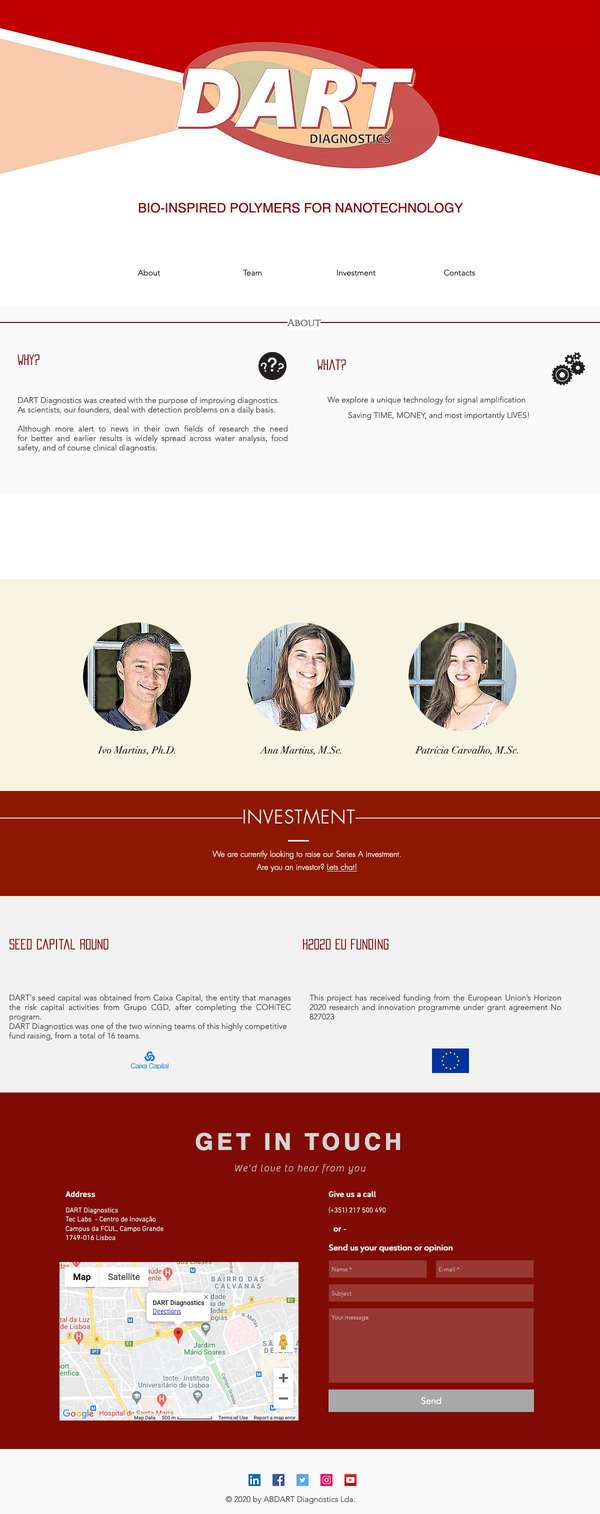 DART
DIAGNOSTICS
BIO-INSPIRED POLYMERS FOR NANOTECHNOLOGY
About
Team
Investment
Contacts
ABOUT
WHY?
???
DART Diagnostics was created with the purpose of improving diagnostics.
As scientists, our founders, deal with detection problems on a daily basis.
Although more alert to news in their own fields of research the need
for better and earlier results is widely spread across water analysis, food
safety, and of course clinical diagnostis.
WHAT?
We explore a unique technology for signal amplification
Saving TIME, MONEY, and most importantly LIVES!
Ivo Martins, Ph.D.
Ana Martins, M.Sc.
Patrícia Carvalho, M.Sc.
INVESTMENT
We are currently looking to raise our Series A investment.
Are you an investor? Lets chat!
SEED CAPITAL ROUND
DART's seed capital was obtained from Caixa Capital, the entity that manages
the risk capital activities from Grupo CGD, after completing the COHiTEC
program.
DART Diagnostics was one of the two winning teams of this highly competitive
fund raising, from a total of 16 teams.
Caixa Capital
H2020 EU FUNDING
This project has received funding from the European Union's Horizon
2020 research and innovation programme under grant agreement No
827023
GET IN TOUCH
We'd love to hear from you
Address
DART Diagnostics
Tec Labs - Centro de Inovação
Campus da FCUL, Campo Grande
1749-016 Lisboa
Map
Satellite
DART Diagnostics
Directions
BAIRRO DAS
CALVANAS
Jardim
Mário Soares
Iscte - Instituto
Universitário de Lisboa
Hospital de Santa Maria
Google
Map Data
500 m
Terms of Use
Report a map error
Give us a call
(+351) 217 500 490
- or -
Send us your question or opinion
Name *
E-mail *
Subject
Your message
Send
© 2020 by ABDART Diagnostics Lda.